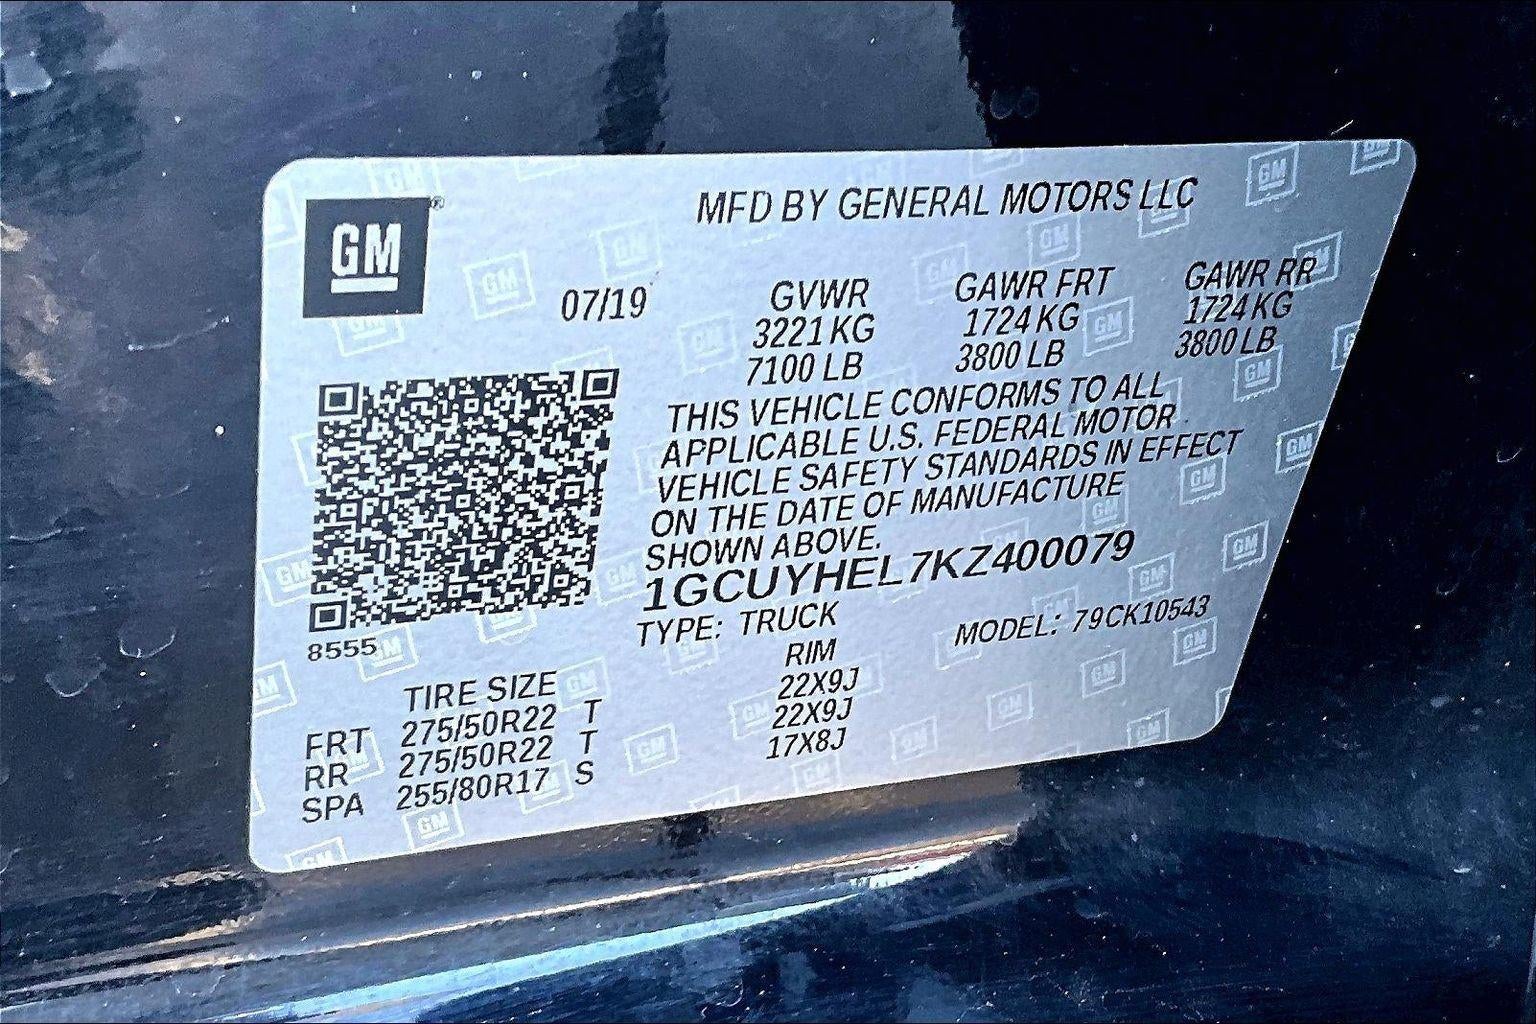 GM
MFD BY GENERAL MOTORS LLC
07/19
GVWR GAWR FRT GAWR RR
3221 KG 1724 KG 1724 KG
7100 LB 3800 LB 3800 LB
THIS VEHICLE CONFORMS TO ALL
APPLICABLE U.S. FEDERAL MOTOR
VEHICLE SAFETY STANDARDS IN EFFECT
ON THE DATE OF MANUFACTURE
SHOWN ABOVE.
1GCUYHEL7KZ400079
TYPE: TRUCK MODEL: 79CK10543
8555
TIRE SIZE RIM
FRT 275/50R22 T 22X9J
RR 275/50R22 T 22X9J
SPA 255/80R17 S 17X8J